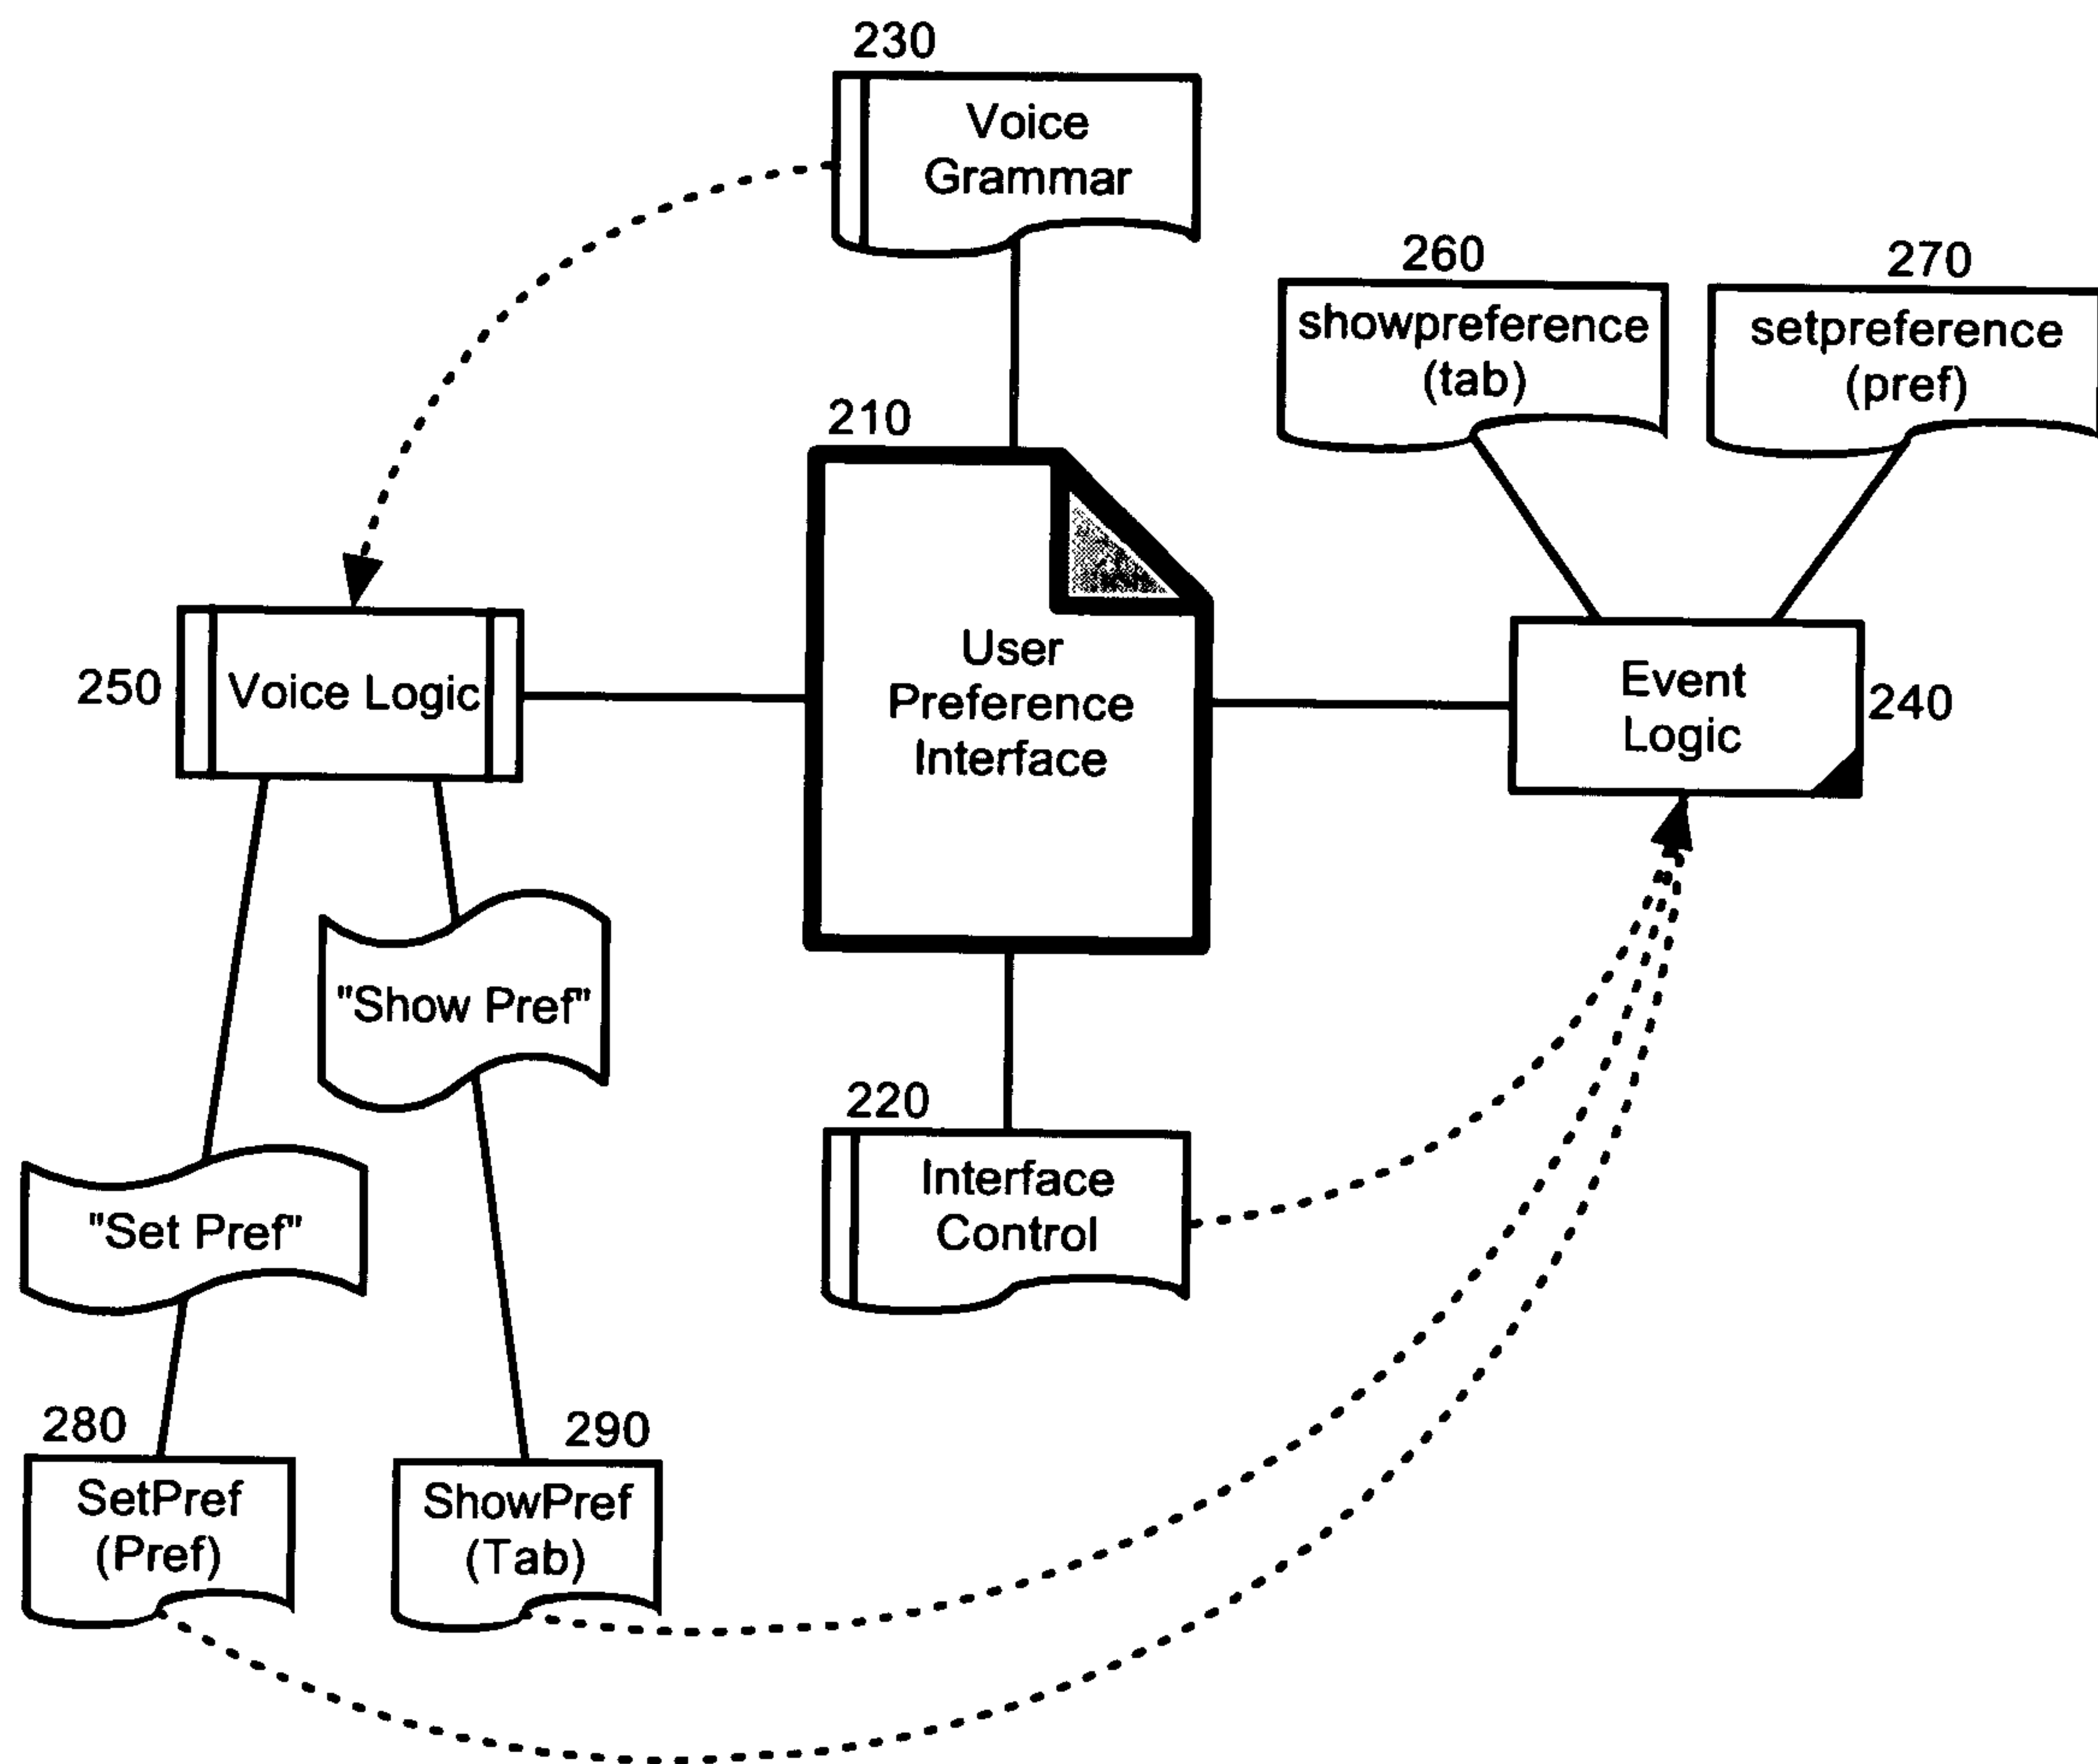 230
Voice
Grammar
260
270
showpreference
(tab)
setpreference
(pref)
210
User
Preference
Interface
250
Voice Logic
Event
Logic
240
"Show Pref"
220
Interface
Control
"Set Pref"
280
290
SetPref
(Pref)
ShowPref
(Tab)